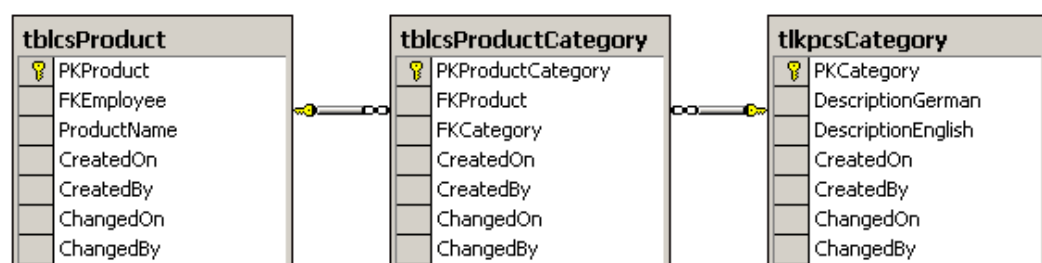 tblcsProduct
PKProduct
FKEmployee
ProductName
CreatedOn
CreatedBy
ChangedOn
ChangedBy
tblcsProductCategory
PKProductCategory
FKProduct
FKCategory
CreatedOn
CreatedBy
ChangedOn
ChangedBy
tlkpcsCategory
PKCategory
DescriptionGerman
DescriptionEnglish
CreatedOn
CreatedBy
ChangedOn
ChangedBy